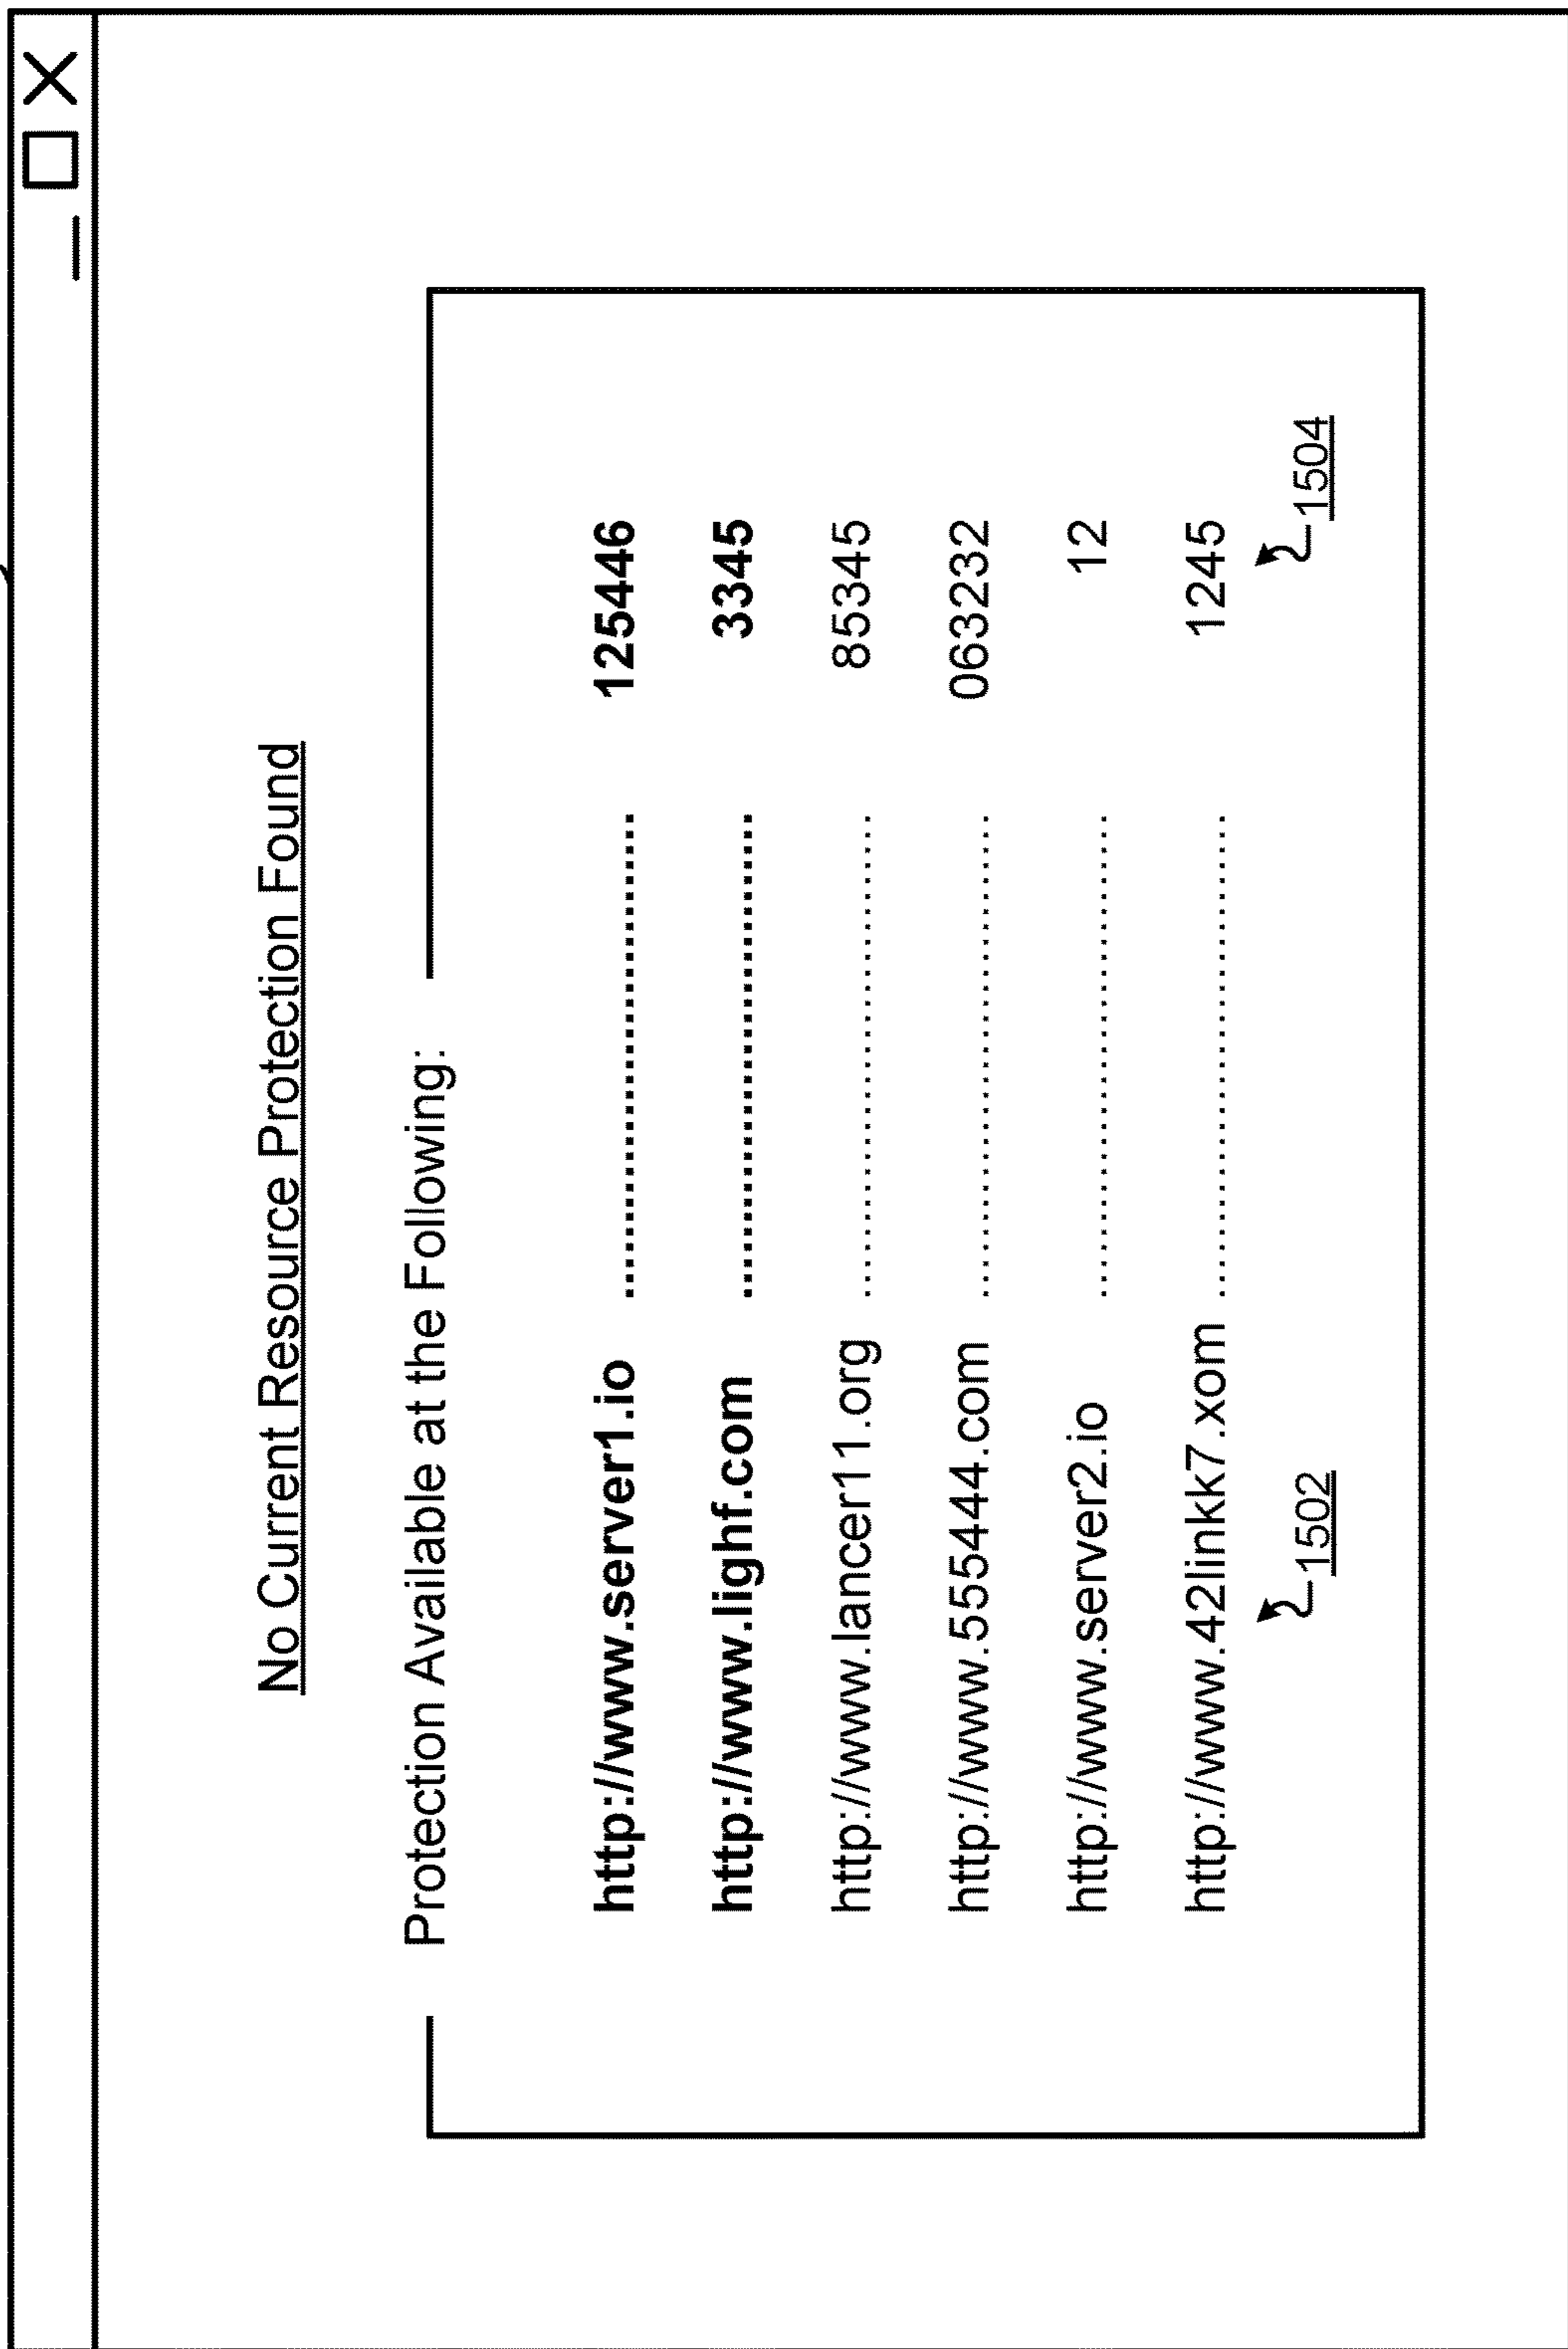 No Current Resource Protection Found
Protection Available at the Following:
http://www.server1.io ................................ 125446
http://www.lighf.com ................................ 3345
http://www.lancer11.org ................................ 85345
http://www.555444.com ................................ 063232
http://www.server2.io ................................ 12
http://www.42linkk7.xom ................................ 1245
1502 1504